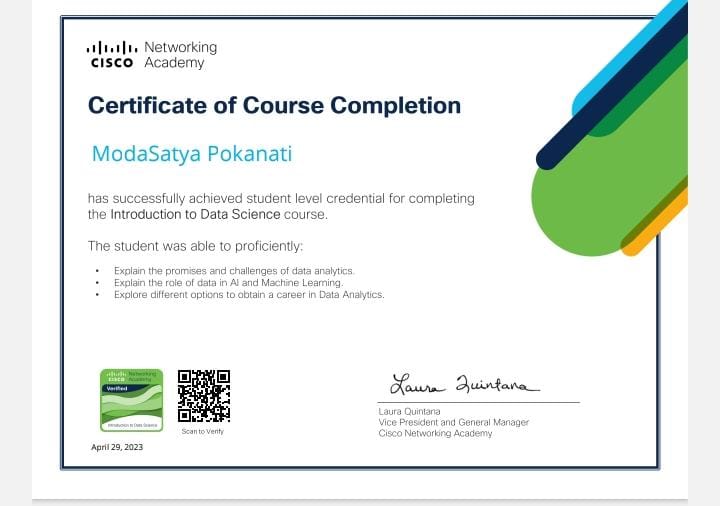 Networking
CISCO Academy
Certificate of Course Completion
ModaSatya Pokanati
has successfully achieved student level credential for completing
the Introduction to Data Science course.
The student was able to proficiently:
• Explain the promises and challenges of data analytics.
• Explain the role of data in AI and Machine Learning.
• Explore different options to obtain a career in Data Analytics.
Networking
CISCO Academy
Verified
Introduction to Data Science
Scan to Verify
April 29, 2023
Laura Quintana
Laura Quintana
Vice President and General Manager
Cisco Networking Academy